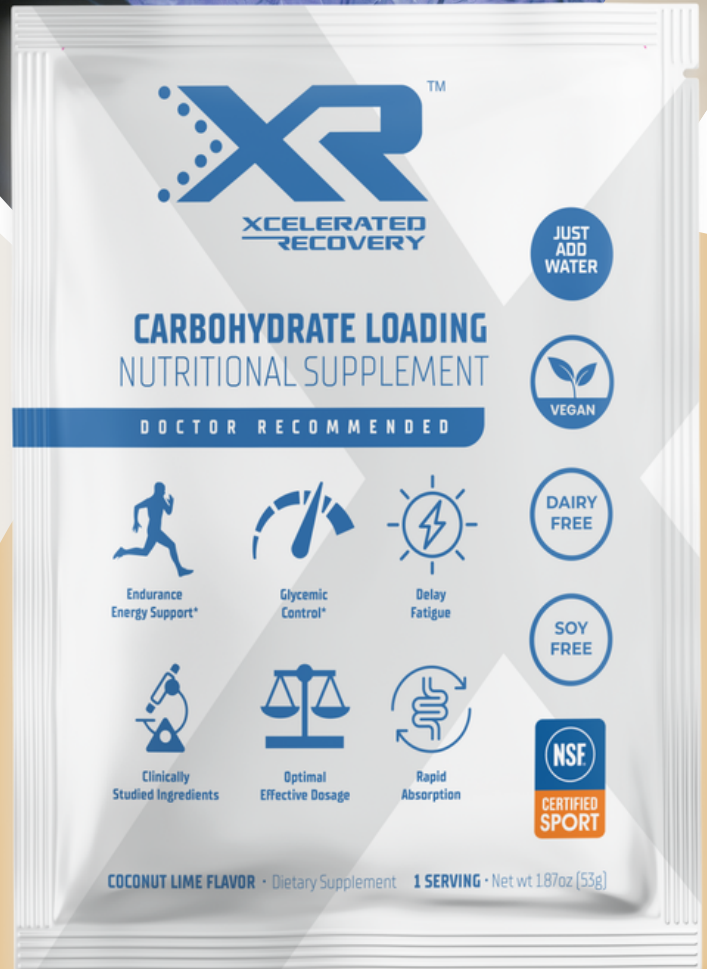 XR™
XCELERATED
RECOVERY
JUST
ADD
WATER
CARBOHYDRATE LOADING
NUTRITIONAL SUPPLEMENT
DOCTOR RECOMMENDED
VEGAN
DAIRY
FREE
Endurance
Energy Support*
Glycemic
Control*
Delay
Fatigue
SOY
FREE
Clinically
Studied Ingredients
Optimal
Effective Dosage
Rapid
Absorption
NSF
CERTIFIED
SPORT
COCONUT LIME FLAVOR · Dietary Supplement 1 SERVING · Net wt 1.87oz (53g)